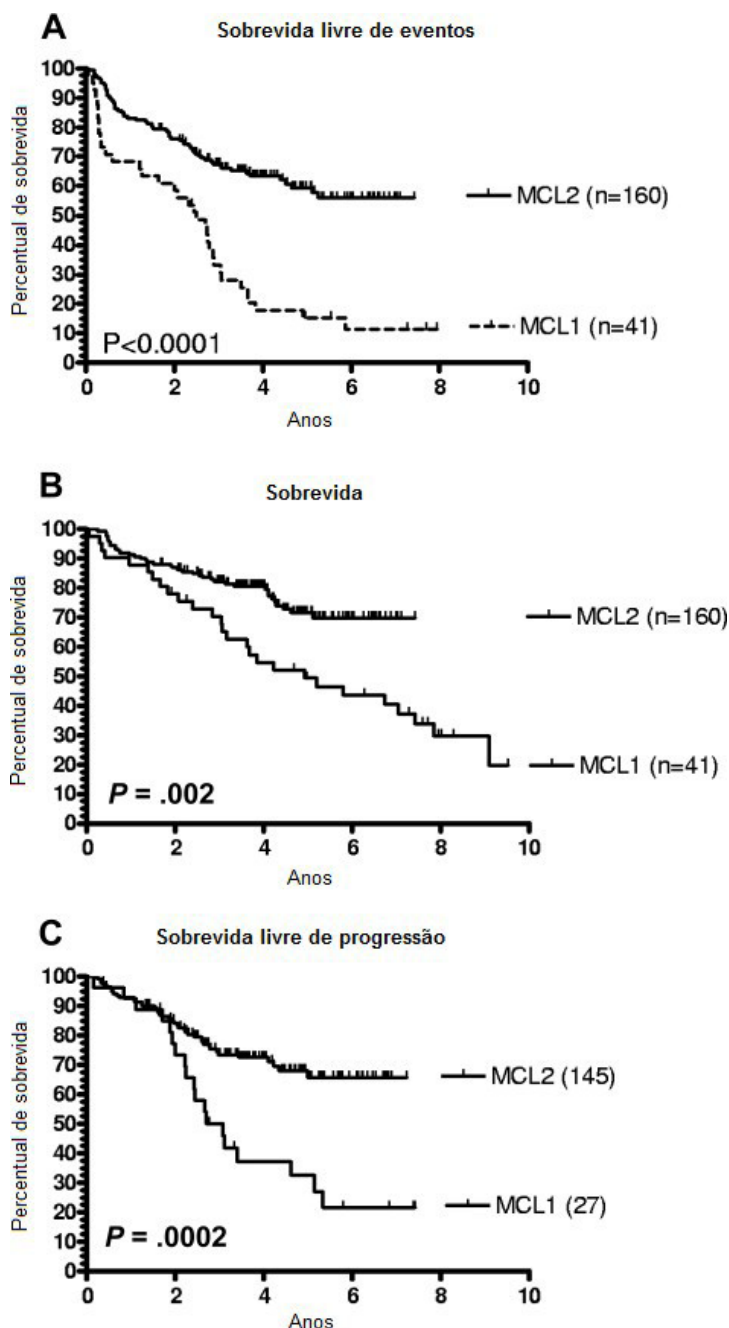 A
Sobrevida livre de eventos
Percentual de sobrevida
100
90
80
70
60
50
40
30
20
10
0
MCL2 (n=160)
MCL1 (n=41)
P<0.0001
0 2 4 6 8 10
Anos
B
Sobrevida
Percentual de sobrevida
100
90
80
70
60
50
40
30
20
10
0
MCL2 (n=160)
MCL1 (n=41)
P = .002
0 2 4 6 8 10
Anos
C
Sobrevida livre de progressão
Percentual de sobrevida
100
90
80
70
60
50
40
30
20
10
0
MCL2 (145)
MCL1 (27)
P = .0002
0 2 4 6 8 10
Anos